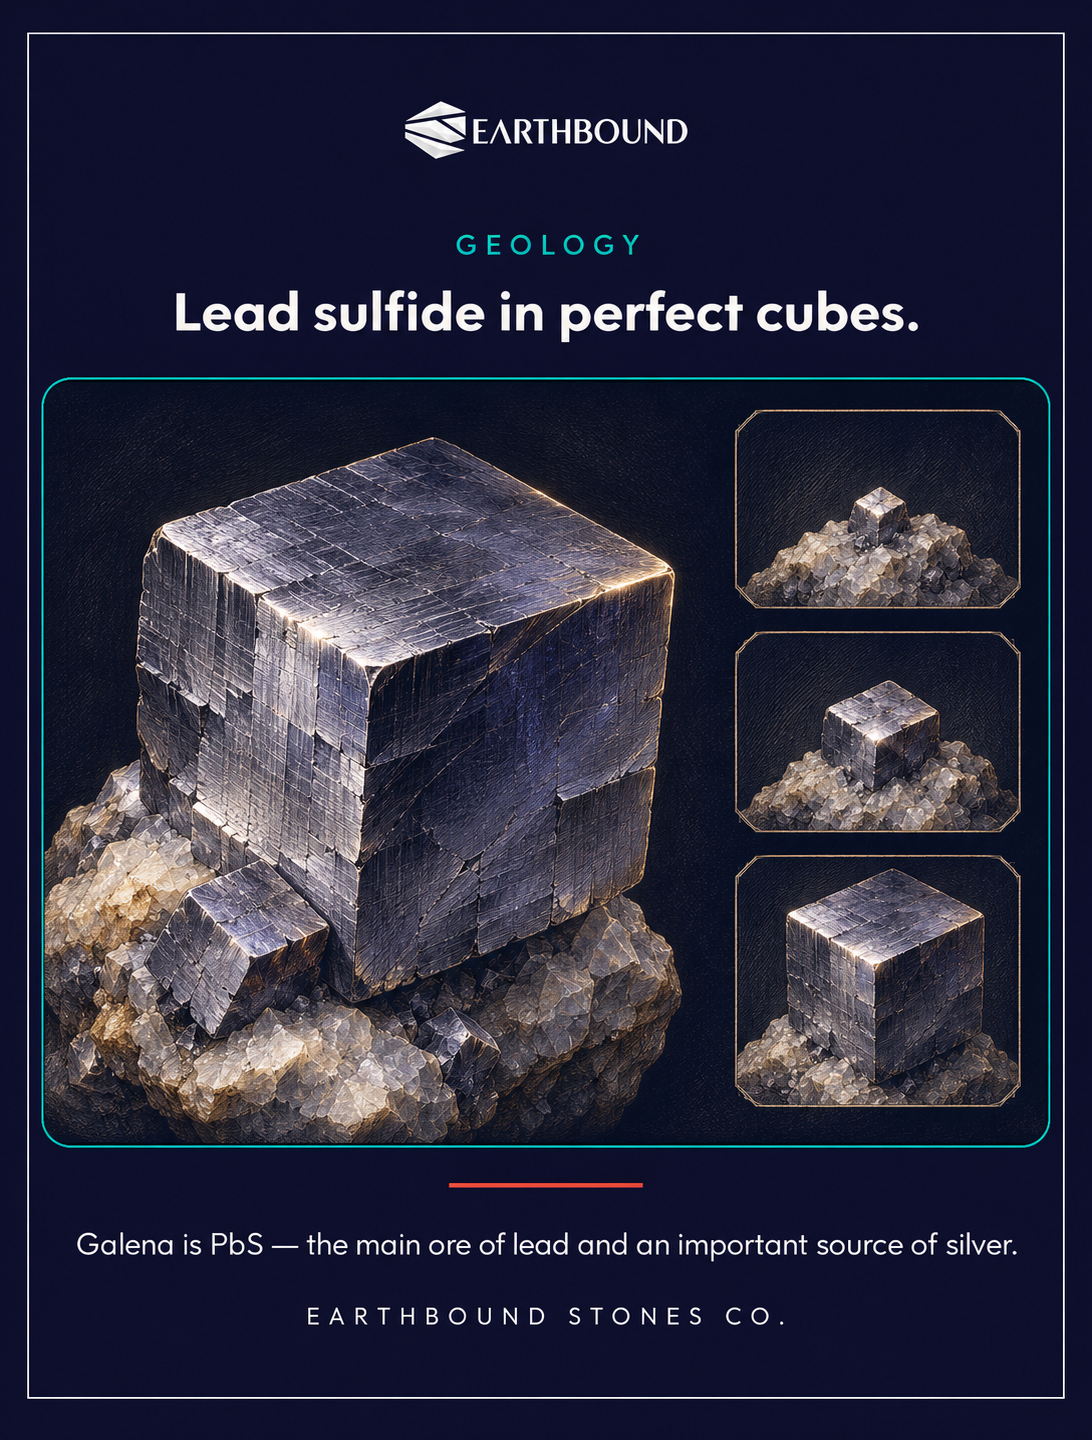 EARTHBOUND
GEOLOGY
Lead sulfide in perfect cubes.
Galena is PbS — the main ore of lead and an important source of silver.
EARTHBOUND STONES CO.